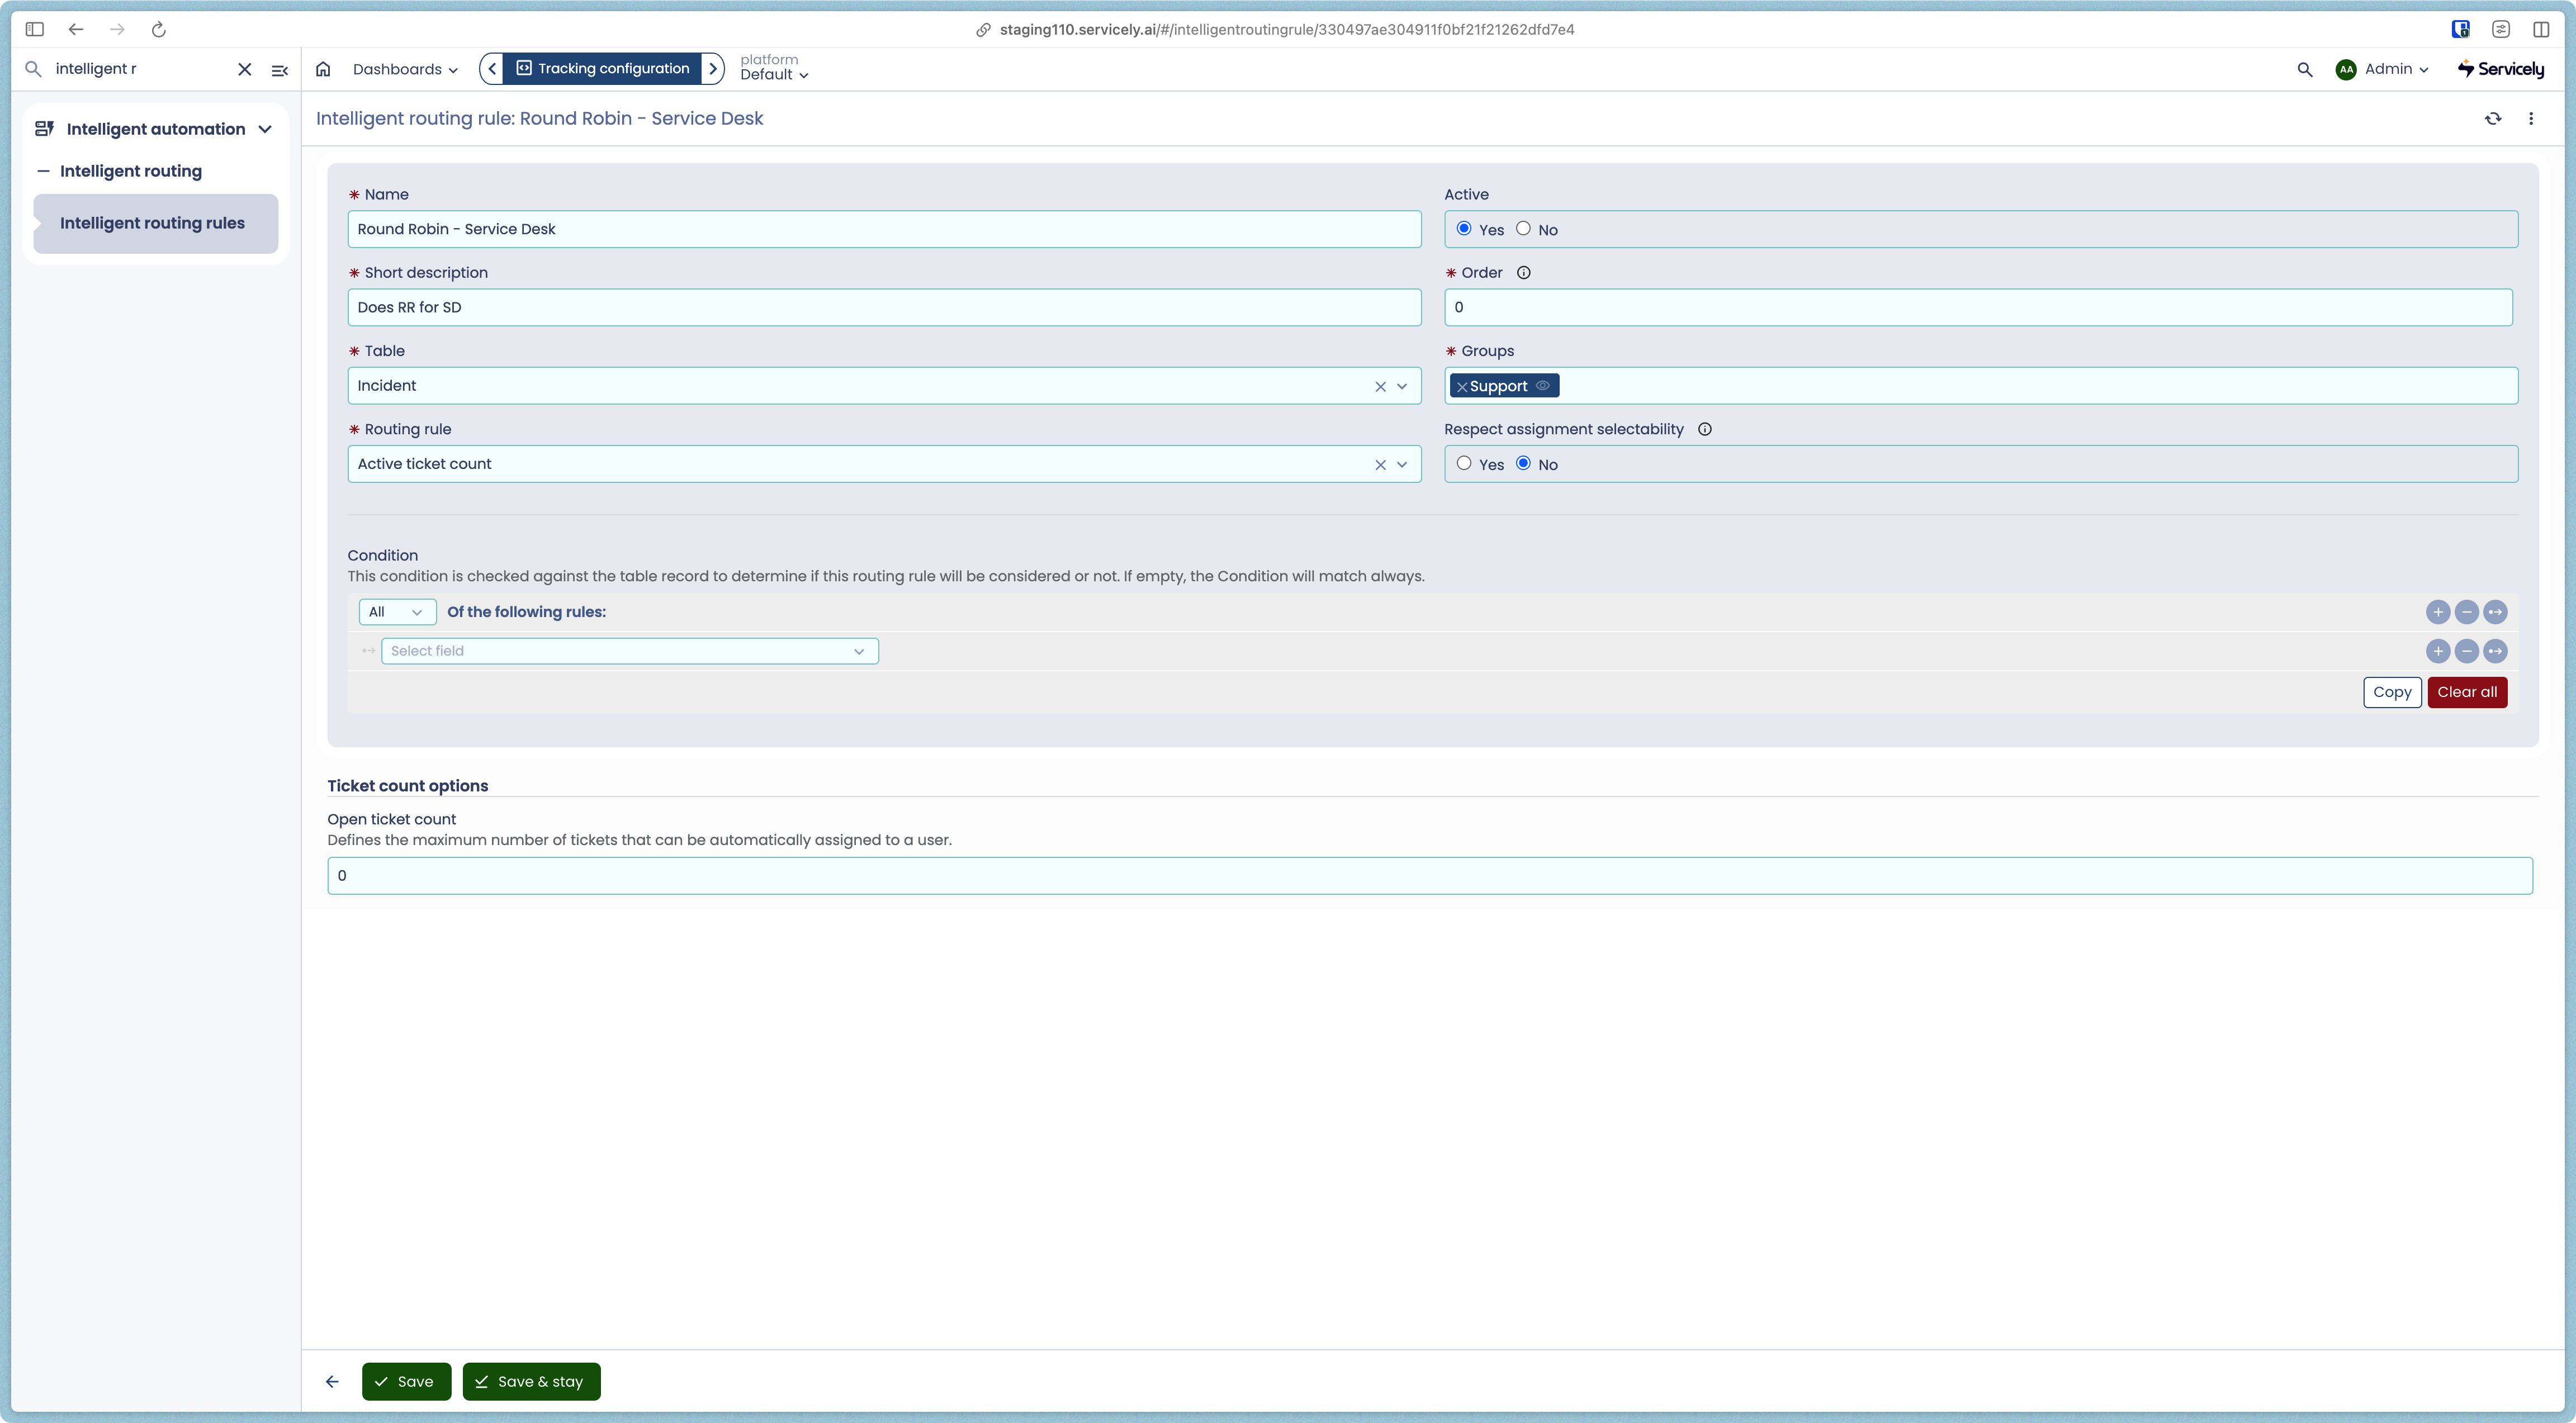 staging110.servicely.ai/#/intelligentroutingrule/330497ae304911f0bf21f21262dfd7e4
intelligent r
Dashboards
Tracking configuration
platform
Default
AA
Admin
Servicely
Intelligent automation
Intelligent routing
Intelligent routing rules
Intelligent routing rule: Round Robin - Service Desk
* Name
Round Robin - Service Desk
Active
Yes No
* Short description
Does RR for SD
* Order
0
* Table
Incident
* Groups
Support
* Routing rule
Active ticket count
Respect assignment selectability
Yes No
Condition
This condition is checked against the table record to determine if this routing rule will be considered or not. If empty, the Condition will match always.
All Of the following rules:
Select field
Copy Clear all
Ticket count options
Open ticket count
Defines the maximum number of tickets that can be automatically assigned to a user.
0
Save Save & stay